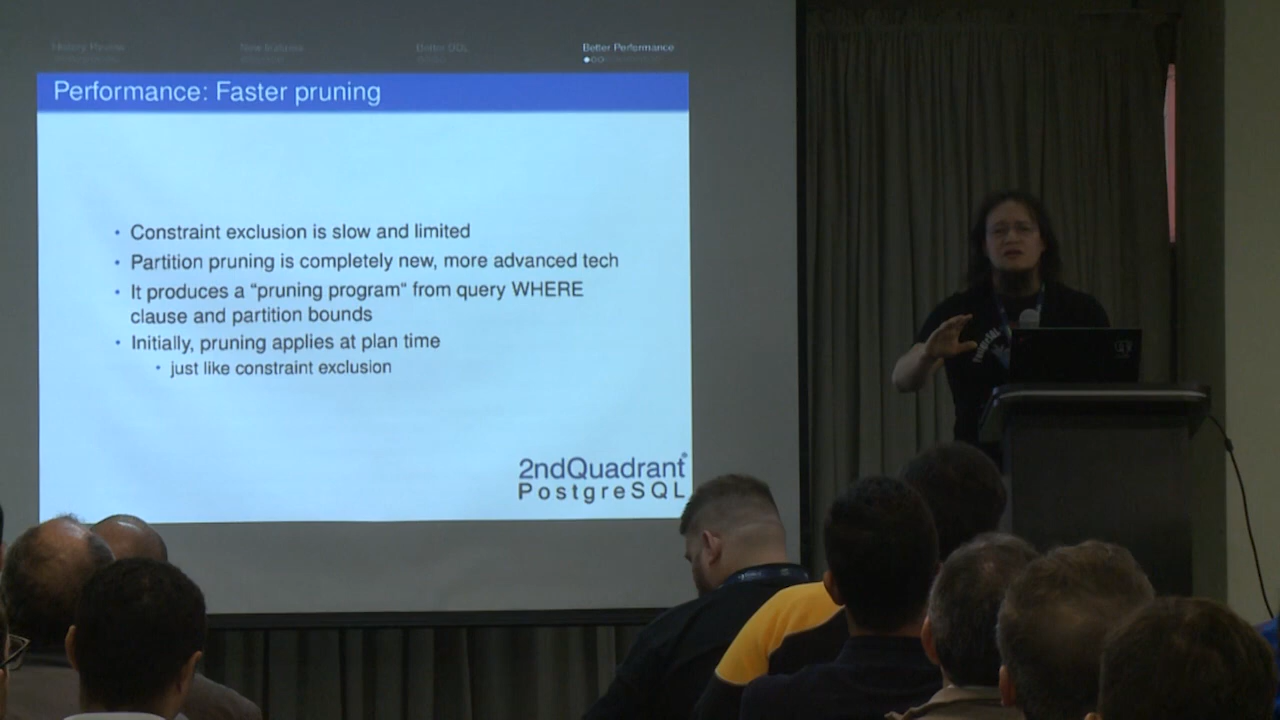 History Review
New features
Better DDL
Better Performance
Performance: Faster pruning
• Constraint exclusion is slow and limited
• Partition pruning is completely new, more advanced tech
• It produces a "pruning program" from query WHERE
clause and partition bounds
• Initially, pruning applies at plan time
• just like constraint exclusion
2ndQuadrant
PostgreSQL